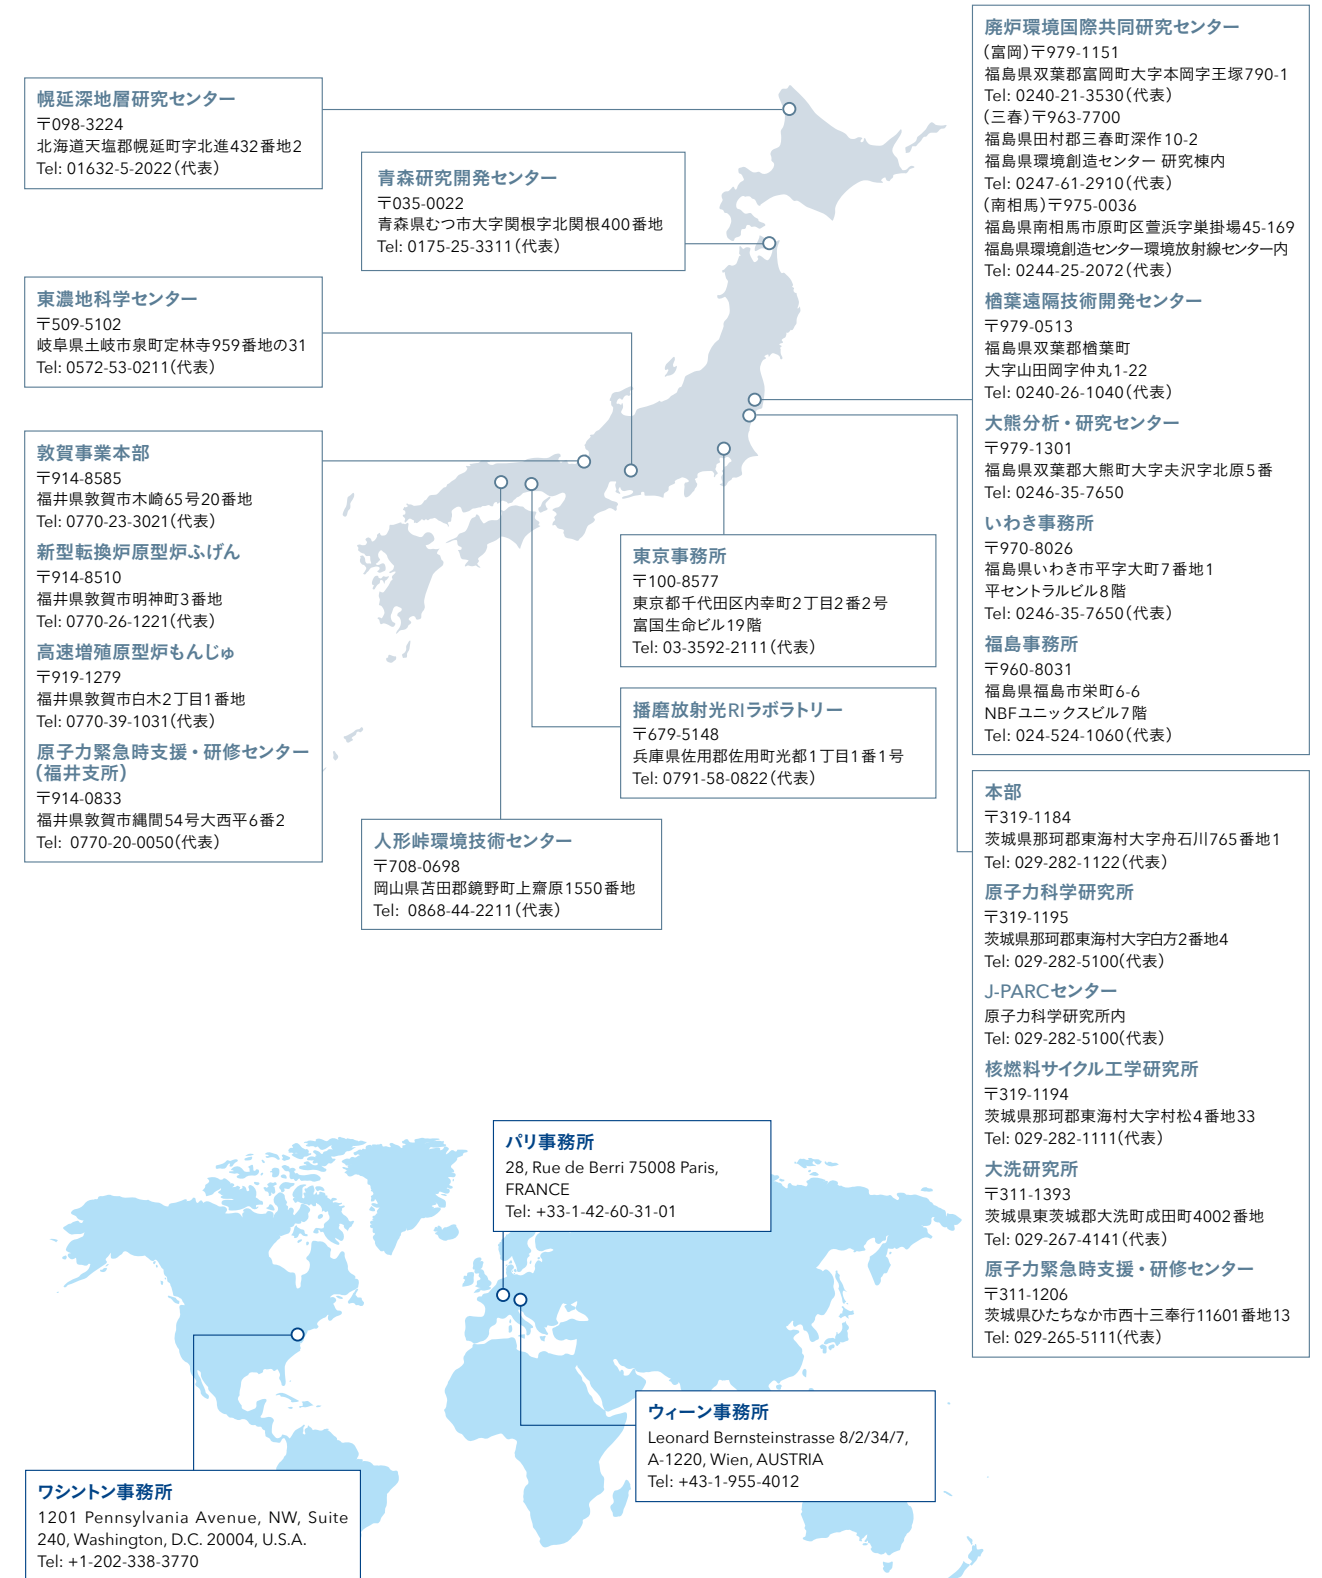 幌延深地層研究センター
〒098-3224
北海道天塩郡幌延町字北進432番地2
Tel: 01632-5-2022(代表)
青森研究開発センター
〒035-0022
青森県むつ市大字関根字北関根400番地
Tel: 0175-25-3311(代表)
東濃地科学センター
〒509-5102
岐阜県土岐市泉町定林寺959番地の31
Tel: 0572-53-0211(代表)
敦賀事業本部
〒914-8585
福井県敦賀市木崎65号20番地
Tel: 0770-23-3021(代表)
新型転換炉原型炉ふげん
〒914-8510
福井県敦賀市明神町3番地
Tel: 0770-26-1221(代表)
高速増殖原型炉もんじゅ
〒919-1279
福井県敦賀市白木2丁目1番地
Tel: 0770-39-1031(代表)
原子力緊急時支援・研修センター
(福井支所)
〒914-0833
福井県敦賀市縄間54号大西平6番2
Tel: 0770-20-0050(代表)
東京事務所
〒100-8577
東京都千代田区内幸町2丁目2番2号
富国生命ビル19階
Tel: 03-3592-2111(代表)
播磨放射光RIラボラトリー
〒679-5148
兵庫県佐用郡佐用町光都1丁目1番1号
Tel: 0791-58-0822(代表)
人形峠環境技術センター
〒708-0698
岡山県苫田郡鏡野町上齋原1550番地
Tel: 0868-44-2211(代表)
廃炉環境国際共同研究センター
(富岡)〒979-1151
福島県双葉郡富岡町大字本岡字王塚790-1
Tel: 0240-21-3530(代表)
(三春)〒963-7700
福島県田村郡三春町深作10-2
福島県環境創造センター 研究棟内
Tel: 0247-61-2910(代表)
(南相馬)〒975-0036
福島県南相馬市原町区萱浜字巣掛場45-169
福島県環境創造センター環境放射線センター内
Tel: 0244-25-2072(代表)
楢葉遠隔技術開発センター
〒979-0513
福島県双葉郡楢葉町
大字山田岡字仲丸1-22
Tel: 0240-26-1040(代表)
大熊分析・研究センター
〒979-1301
福島県双葉郡大熊町大字夫沢字北原5番
Tel: 0246-35-7650
いわき事務所
〒970-8026
福島県いわき市平字大町7番地1
平セントラルビル8階
Tel: 0246-35-7650(代表)
福島事務所
〒960-8031
福島県福島市栄町6-6
NBFユニックスビル7階
Tel: 024-524-1060(代表)
本部
〒319-1184
茨城県那珂郡東海村大字舟石川765番地1
Tel: 029-282-1122(代表)
原子力科学研究所
〒319-1195
茨城県那珂郡東海村大字白方2番地4
Tel: 029-282-5100(代表)
J-PARCセンター
原子力科学研究所内
Tel: 029-282-5100(代表)
核燃料サイクル工学研究所
〒319-1194
茨城県那珂郡東海村大字村松4番地33
Tel: 029-282-1111(代表)
大洗研究所
〒311-1393
茨城県東茨城郡大洗町成田町4002番地
Tel: 029-267-4141(代表)
原子力緊急時支援・研修センター
〒311-1206
茨城県ひたちなか市西十三奉行11601番地13
Tel: 029-265-5111(代表)
パリ事務所
28, Rue de Berri 75008 Paris,
FRANCE
Tel: +33-1-42-60-31-01
ウィーン事務所
Leonard Bernsteinstrasse 8/2/34/7,
A-1220, Wien, AUSTRIA
Tel: +43-1-955-4012
ワシントン事務所
1201 Pennsylvania Avenue, NW, Suite
240, Washington, D.C. 20004, U.S.A.
Tel: +1-202-338-3770